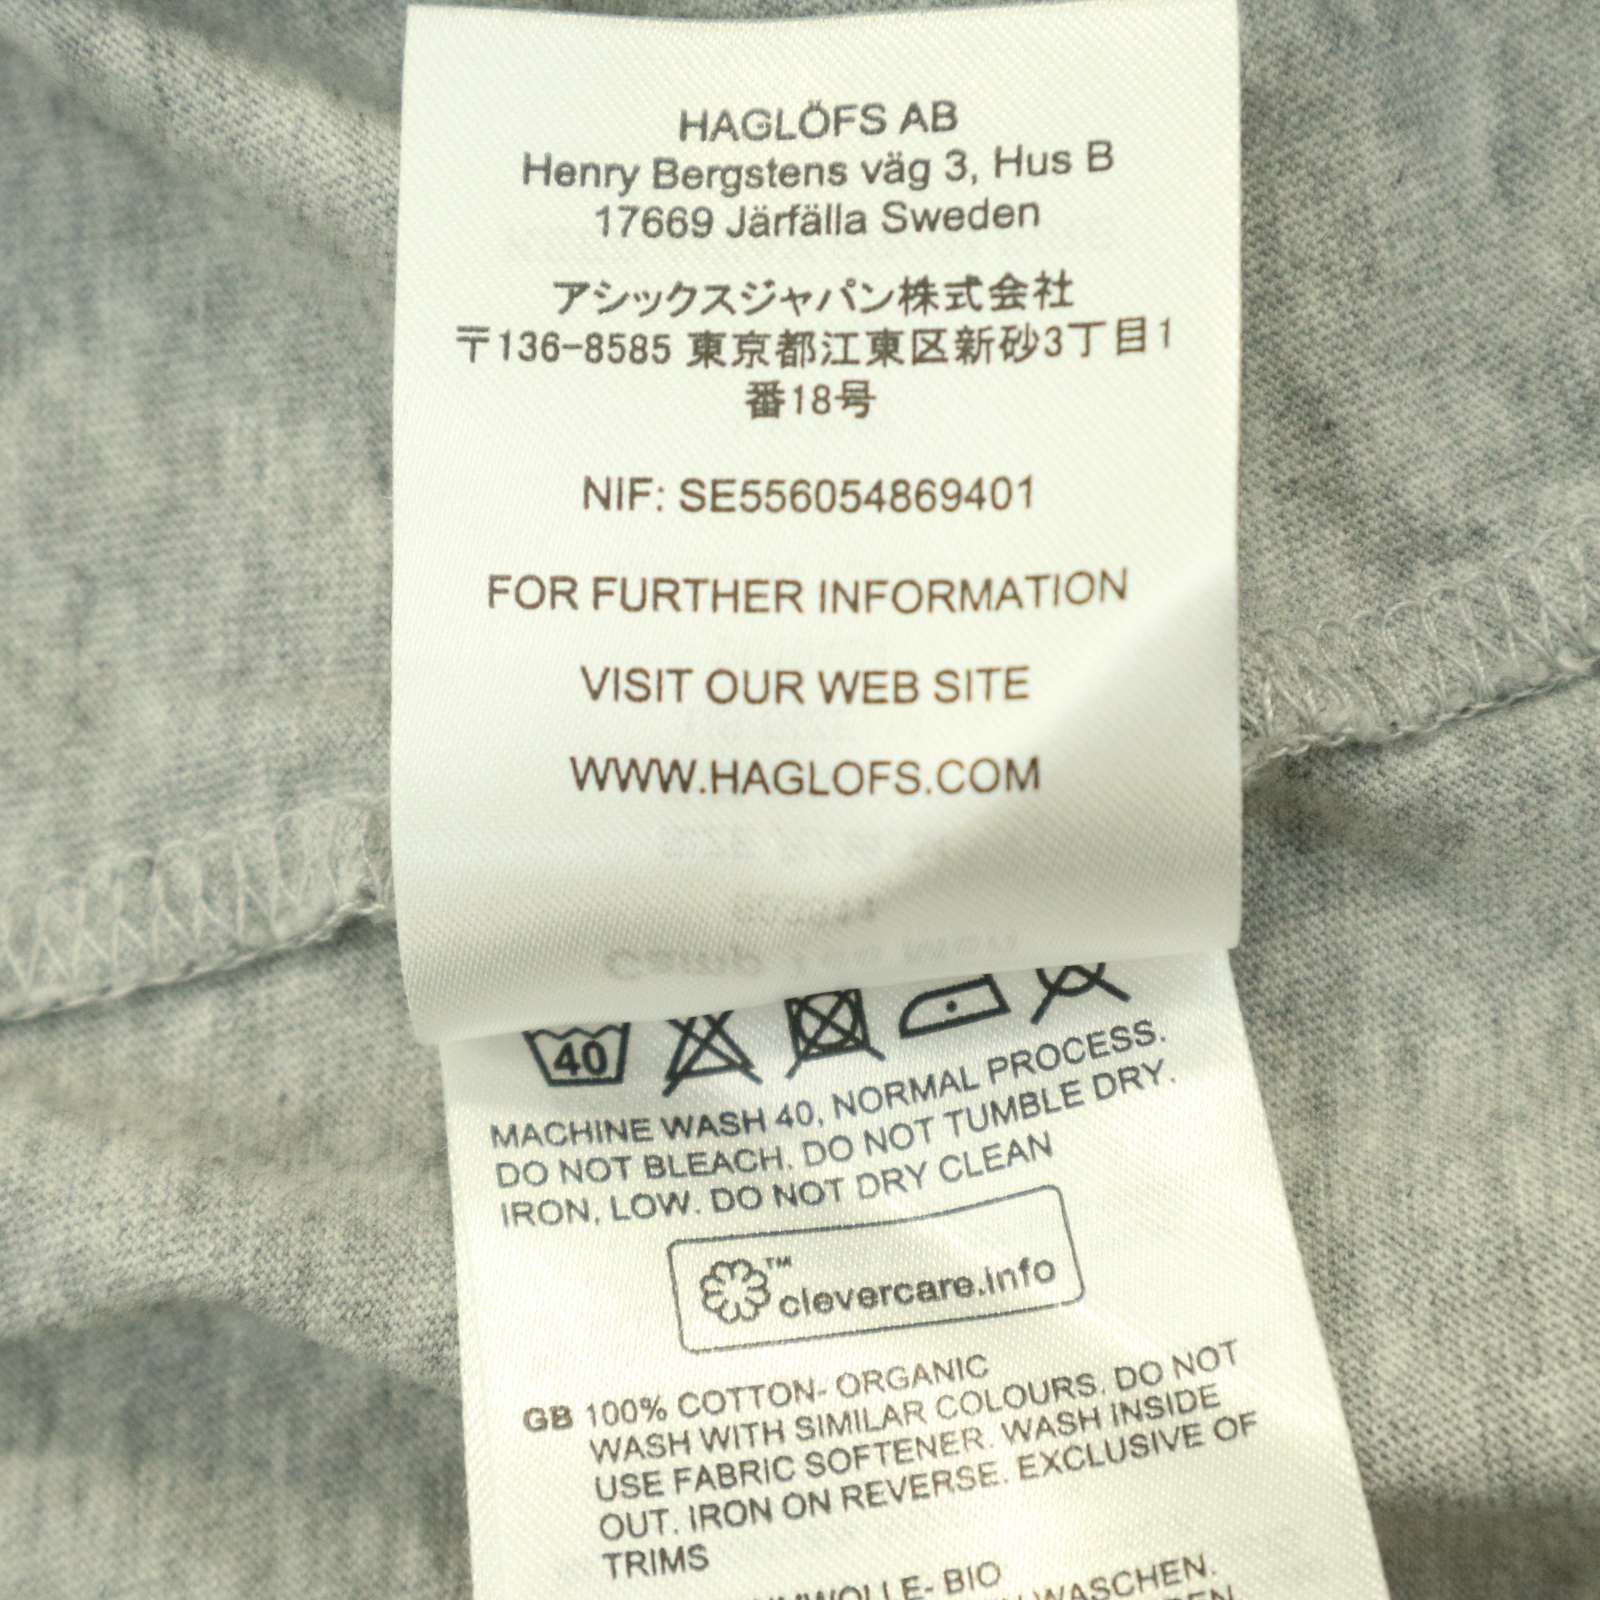 HAGLÖFS AB
Henry Bergstens väg 3, Hus B
17669 Järfälla Sweden
アシックスジャパン株式会社
〒136-8585 東京都江東区新砂3丁目1
番18号
NIF: SE556054869401
FOR FURTHER INFORMATION
VISIT OUR WEB SITE
WWW.HAGLOFS.COM
40
MACHINE WASH 40, NORMAL PROCESS.
DO NOT BLEACH. DO NOT TUMBLE DRY.
IRON, LOW. DO NOT DRY CLEAN
™ clevercare.info
GB 100% COTTON- ORGANIC
WASH WITH SIMILAR COLOURS. DO NOT
USE FABRIC SOFTENER. WASH INSIDE
OUT. IRON ON REVERSE. EXCLUSIVE OF
TRIMS
BIO
WASCHEN.